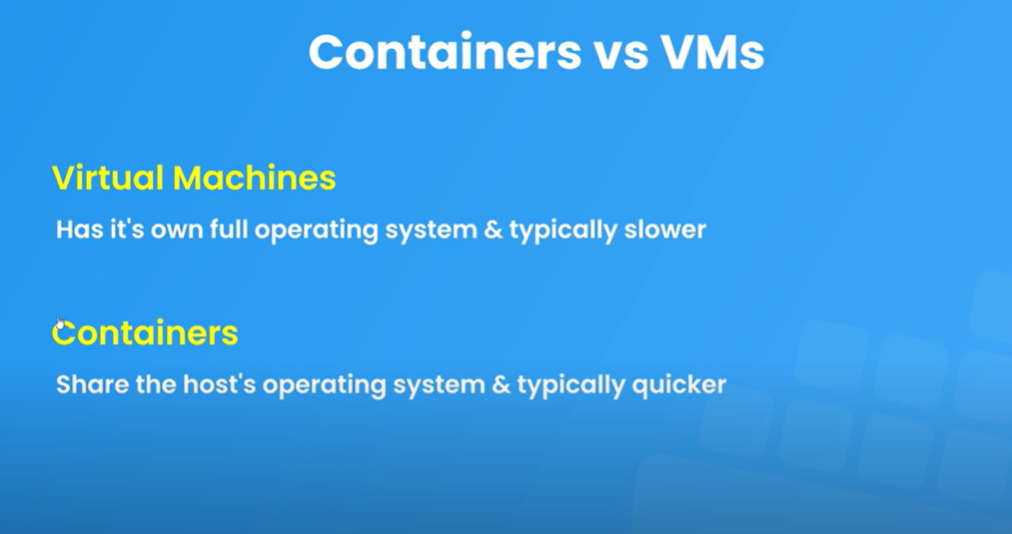 Containers vs VMs
Virtual Machines
Has it's own full operating system & typically slower
Containers
Share the host's operating system & typically quicker